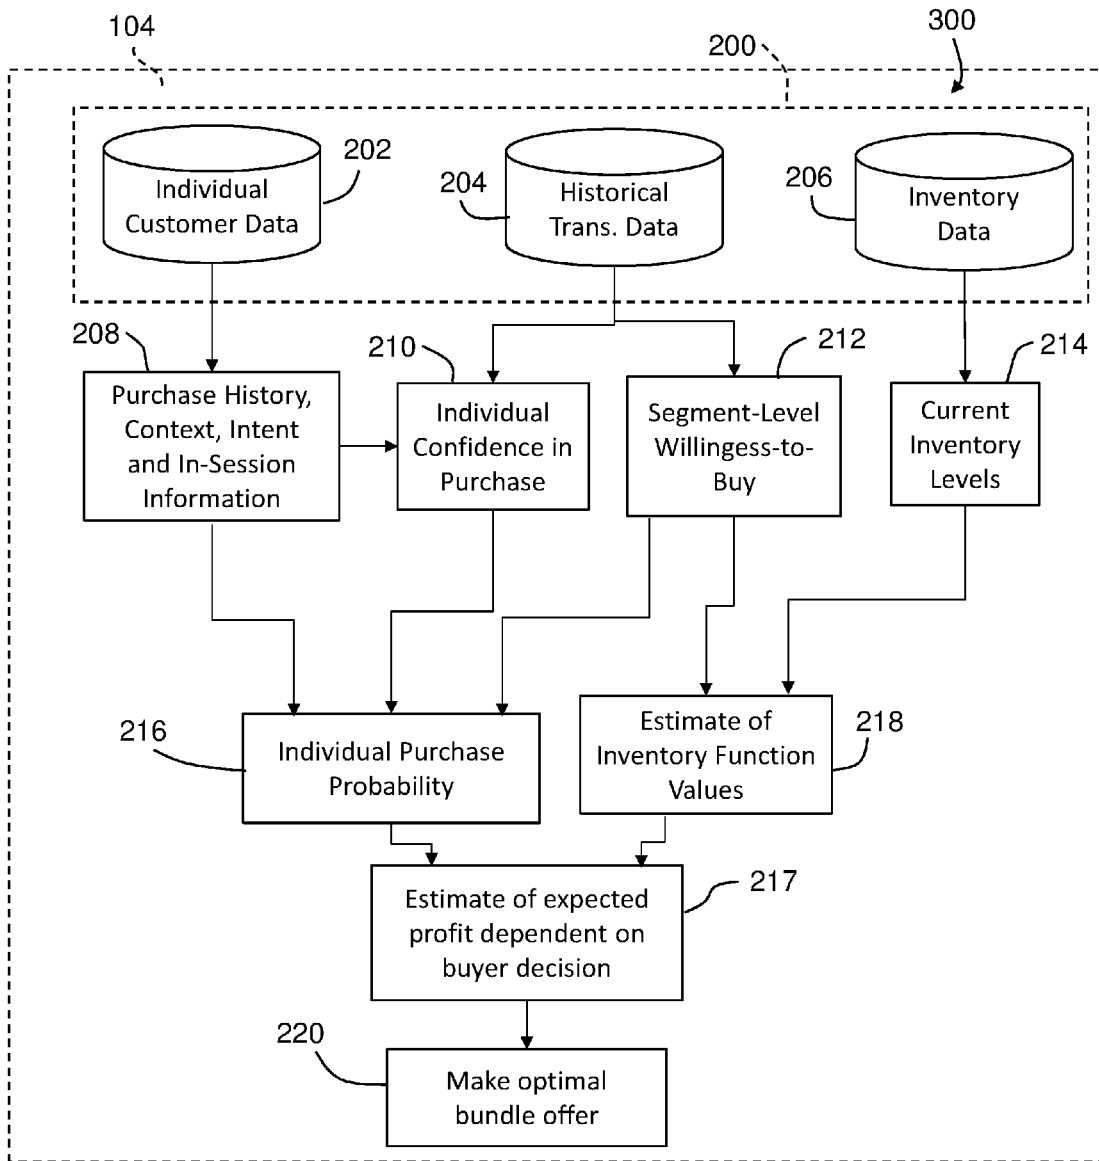 104
200
300
Individual
Customer Data
202
204
Historical
Trans. Data
206
Inventory
Data
208
210
212
214
Purchase History,
Context, Intent
and In-Session
Information
Individual
Confidence in
Purchase
Segment-Level
Willingess-to-
Buy
Current
Inventory
Levels
216
Individual Purchase
Probability
Estimate of
Inventory Function
Values
218
Estimate of expected
profit dependent on
buyer decision
217
220
Make optimal
bundle offer